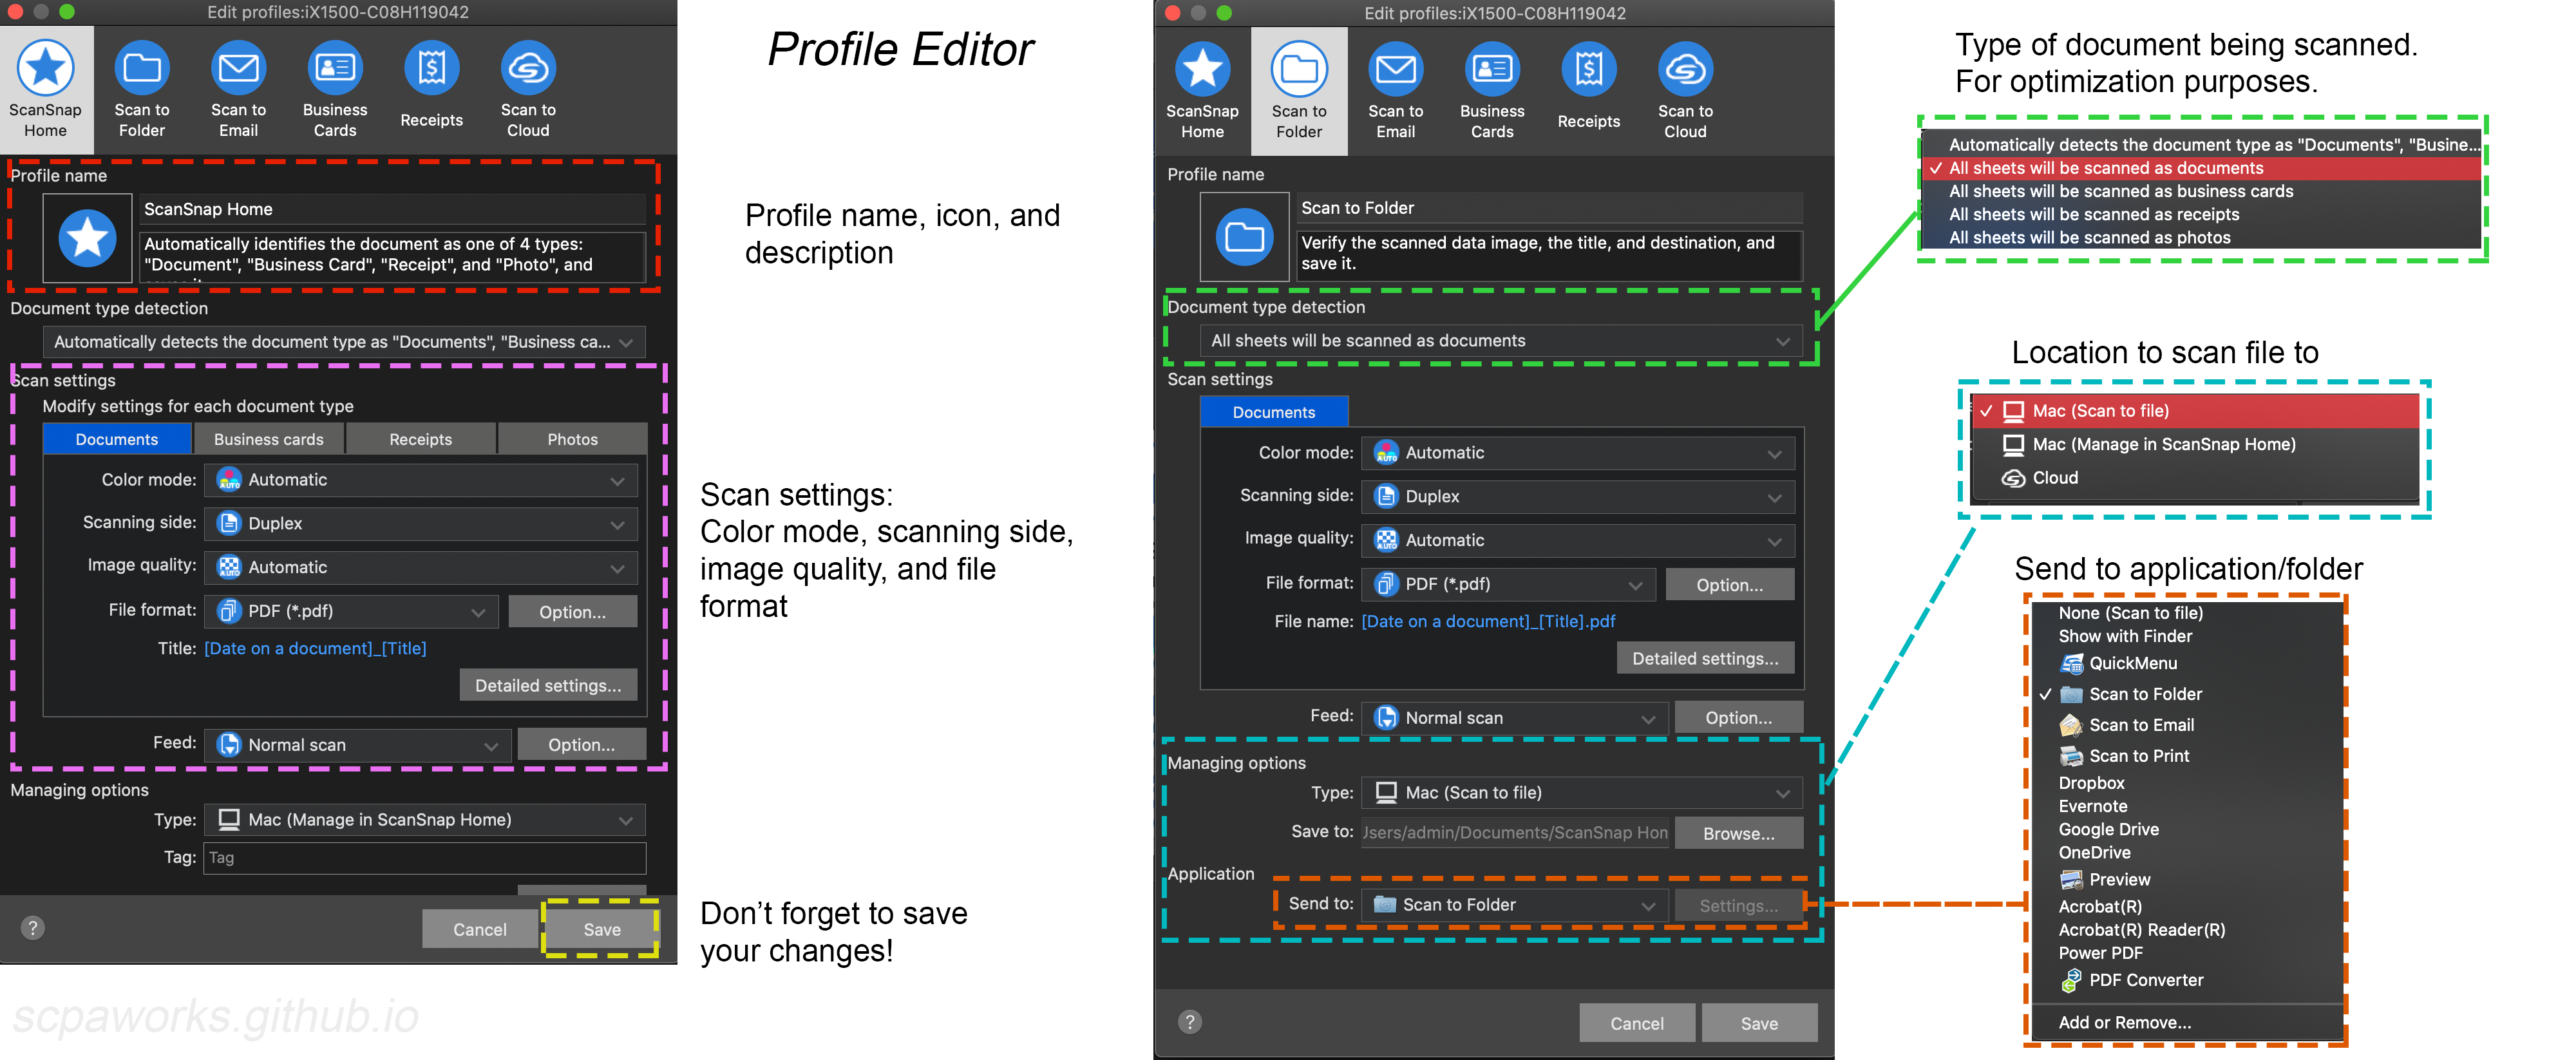 Edit profiles:iX1500-C08H119042
ScanSnap Home
Scan to Folder
Scan to Email
Business Cards
Receipts
Scan to Cloud
Profile name
ScanSnap Home
Automatically identifies the document as one of 4 types:
"Document", "Business Card", "Receipt", and "Photo", and
Document type detection
Automatically detects the document type as "Documents", "Business ca...
Scan settings
Modify settings for each document type
Documents
Business cards
Receipts
Photos
Color mode: AUTO Automatic
Scanning side: Duplex
Image quality: AUTO Automatic
File format: PDF (*.pdf) Option...
Title: [Date on a document]_[Title]
Detailed settings...
Feed: Normal scan Option...
Managing options
Type: Mac (Manage in ScanSnap Home)
Tag: Tag
? Cancel Save
scpaworks.github.io
Profile Editor
Profile name, icon, and
description
Scan settings:
Color mode, scanning side,
image quality, and file
format
Don't forget to save
your changes!
Edit profiles:iX1500-C08H119042
ScanSnap Home
Scan to Folder
Scan to Email
Business Cards
Receipts
Scan to Cloud
Profile name
Scan to Folder
Verify the scanned data image, the title, and destination, and
save it.
Document type detection
All sheets will be scanned as documents
Scan settings
Documents
Color mode: AUTO Automatic
Scanning side: Duplex
Image quality: AUTO Automatic
File format: PDF (*.pdf) Option...
File name: [Date on a document]_[Title].pdf
Detailed settings...
Feed: Normal scan Option...
Managing options
Type: Mac (Scan to file)
Save to: /admin/Documents/ScanSnap Browse...
Application
Send to: Scan to Folder Settings...
? Cancel Save
Type of document being scanned.
For optimization purposes.
Automatically detects the document type as "Documents", "Busine...
✓ All sheets will be scanned as documents
All sheets will be scanned as business cards
All sheets will be scanned as receipts
All sheets will be scanned as photos
Location to scan file to
✓ Mac (Scan to file)
Mac (Manage in ScanSnap Home)
Cloud
Send to application/folder
None (Scan to file)
Show with Finder
QuickMenu
✓ Scan to Folder
Scan to Email
Scan to Print
Dropbox
Evernote
Google Drive
OneDrive
Preview
Acrobat(R)
Acrobat(R) Reader(R)
Power PDF
PDF Converter
Add or Remove...